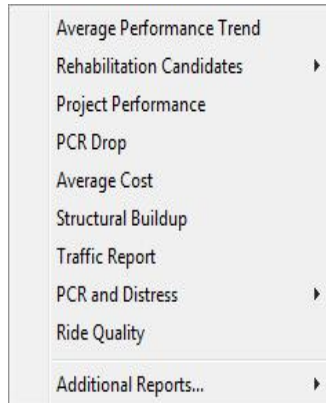 Average Performance Trend
Rehabilitation Candidates
Project Performance
PCR Drop
Average Cost
Structural Buildup
Traffic Report
PCR and Distress
Ride Quality
Additional Reports...